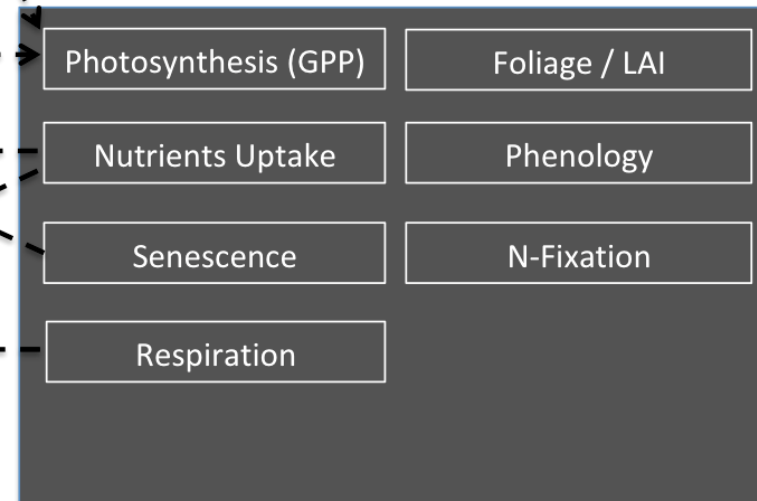 Photosynthesis (GPP)
Foliage / LAI
Nutrients Uptake
Phenology
Senescence
N-Fixation
Respiration